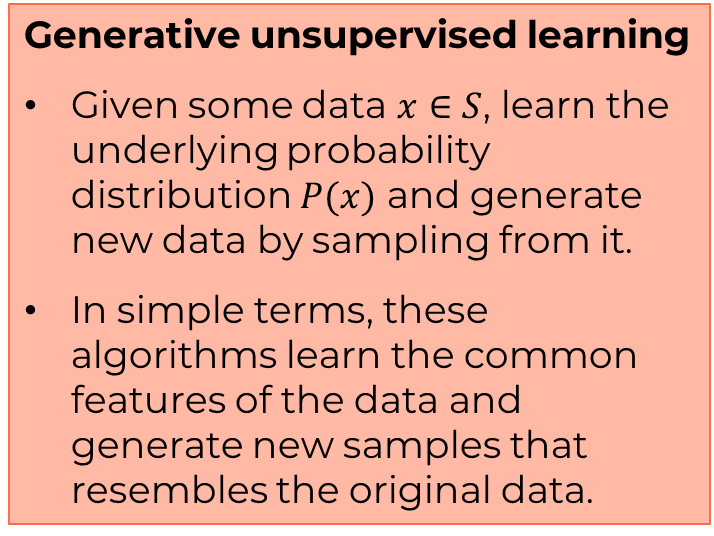 Generative unsupervised learning
• Given some data x ∈ S, learn the
underlying probability
distribution P(x) and generate
new data by sampling from it.
• In simple terms, these
algorithms learn the common
features of the data and
generate new samples that
resembles the original data.